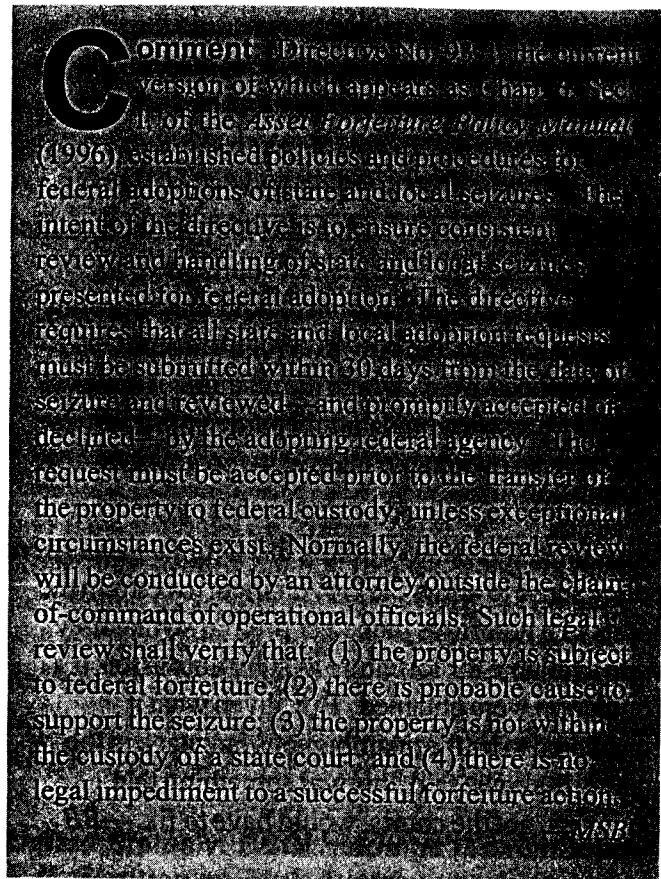 Comment: Directive No. the current
version of which appears as Chap. 6, Sec.
1, of the Asset Forfeiture Policy Manual
(1996) established policies and procedures for
federal adoptions of state and local seizures. The
intent of the directive is to ensure consistent
review and handling of state and local seizures
presented for federal adoption. The directive
requires that all state and local adoption requests
must be submitted within 30 days from the date of
seizure and reviewed—and promptly accepted or
declined—by the adopting federal agency. The
request must be accepted prior to the transfer of
the property to federal custody, unless exceptional
circumstances exist. Normally, the federal review
will be conducted by an attorney outside the chain-
of-command of operational officials. Such legal
review shall verify that: (1) the property is subject
to federal forfeiture, (2) there is probable cause to
support the seizure, (3) the property is not within
the custody of a state court, and (4) there is no
legal impediment to a successful forfeiture action.
—MSB